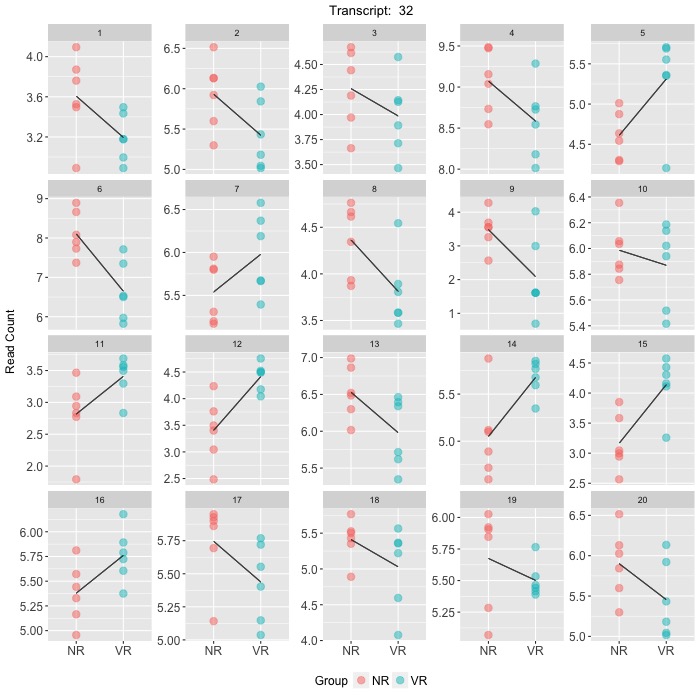 Transcript: 32
1 2 3 4 5
4.0 3.6 3.2
6.5 6.0 5.5 5.0
4.50 4.25 4.00 3.75 3.50
9.5 9.0 8.5 8.0
5.5 5.0 4.5
6 7 8 9 10
9 8 7 6
6.5 6.0 5.5
4.5 4.0 3.5
4 3 2 1
6.4 6.2 6.0 5.8 5.6 5.4
Read Count
11 12 13 14 15
3.5 3.0 2.5 2.0
4.5 4.0 3.5 3.0 2.5
7.0 6.5 6.0 5.5
5.5 5.0
4.5 4.0 3.5 3.0 2.5
16 17 18 19 20
6.00 5.75 5.50 5.25 5.00
5.75 5.50 5.25 5.00
5.5 5.0 4.5 4.0
6.00 5.75 5.50 5.25
6.5 6.0 5.5 5.0
NR VR NR VR NR VR NR VR NR VR
Group NR VR